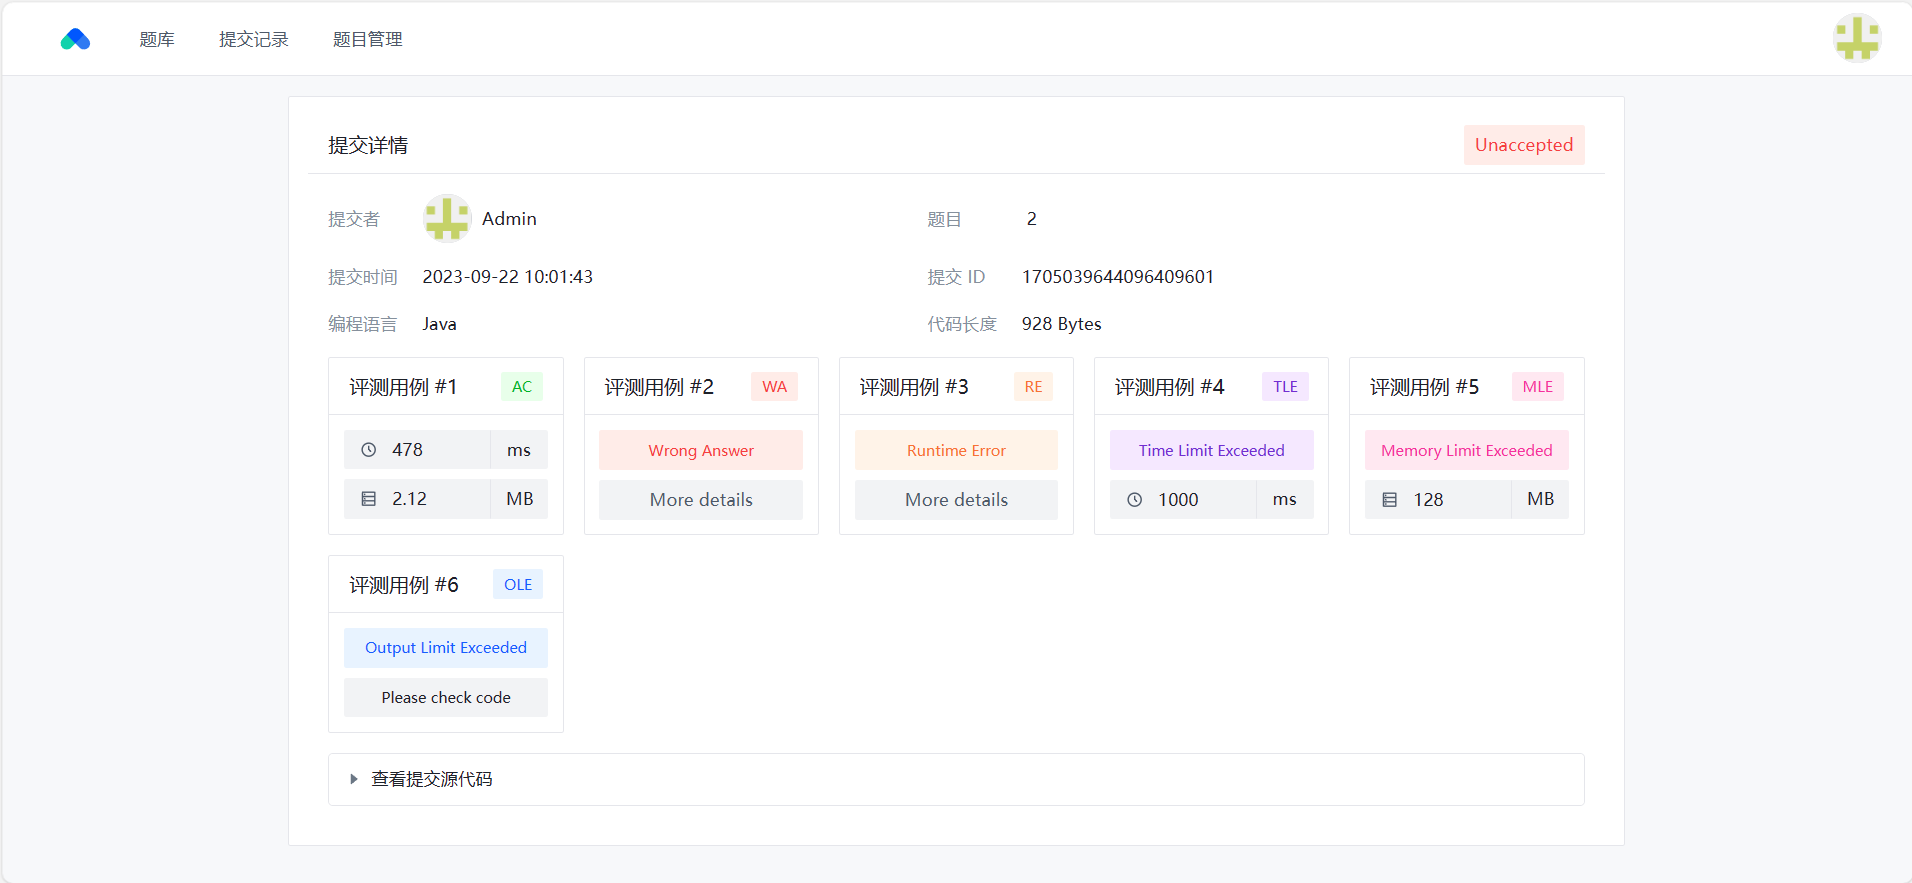 题库 提交记录 题目管理
提交详情 Unaccepted
提交者 Admin 题目 2
提交时间 2023-09-22 10:01:43 提交 ID 1705039644096409601
编程语言 Java 代码长度 928 Bytes
评测用例 #1 AC
478 ms
2.12 MB
评测用例 #2 WA
Wrong Answer
More details
评测用例 #3 RE
Runtime Error
More details
评测用例 #4 TLE
Time Limit Exceeded
1000 ms
评测用例 #5 MLE
Memory Limit Exceeded
128 MB
评测用例 #6 OLE
Output Limit Exceeded
Please check code
查看提交源代码